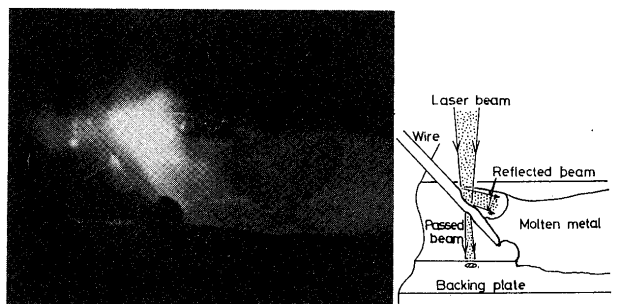 Laser beam
Wire
Reflected beam
Passed
beam
Molten metal
Backing plate